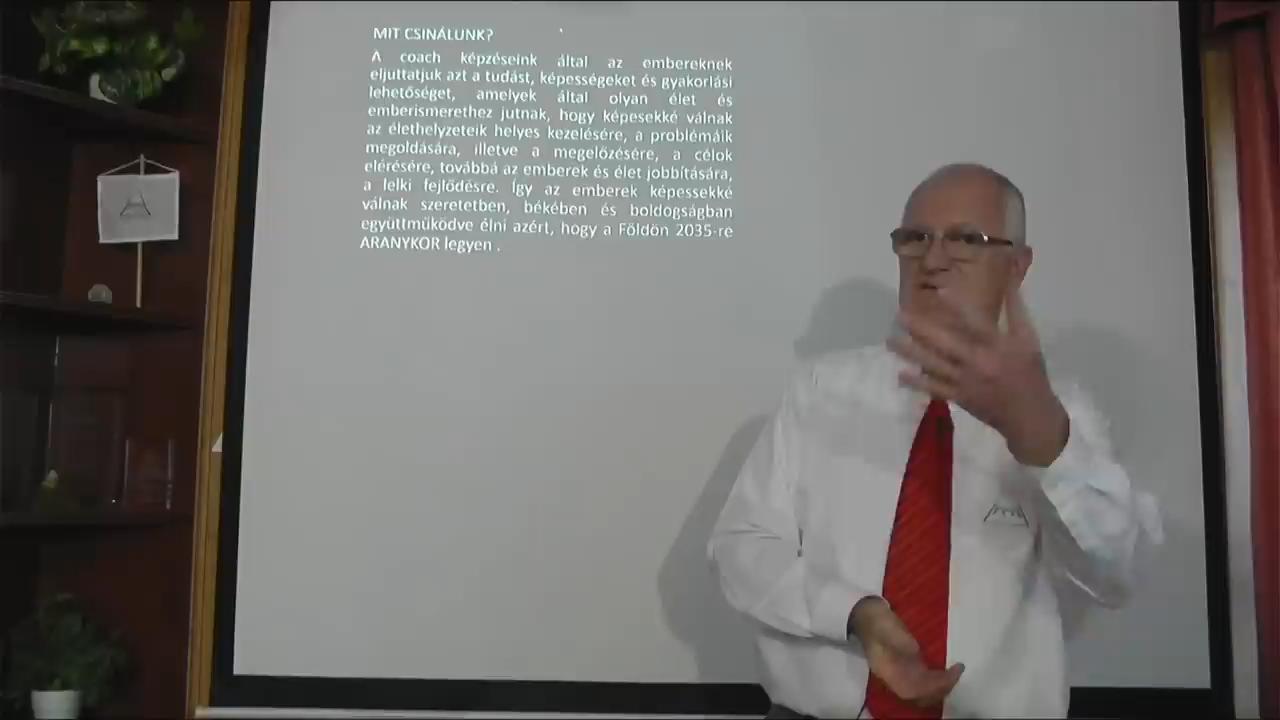 MIT CSINÁLUNK?
A coach képzéseink által az embereknek
eljuttatjuk azt a tudást, képességeket és gyakorlási
lehetőséget, amelyek által olyan élet és
emberismerethez jutnak, hogy képesekké válnak
az élethelyzeteik helyes kezelésére, a problémáik
megoldására, illetve a megelőzésére, a célok
elérésére, továbbá az emberek és élet jobbítására,
a lelki fejlődésre. Így az emberek képessekké
válnak szeretetben, békében és boldogságban
együttműködve élni azért, hogy a Földön 2035-re
ARANYKOR legyen .